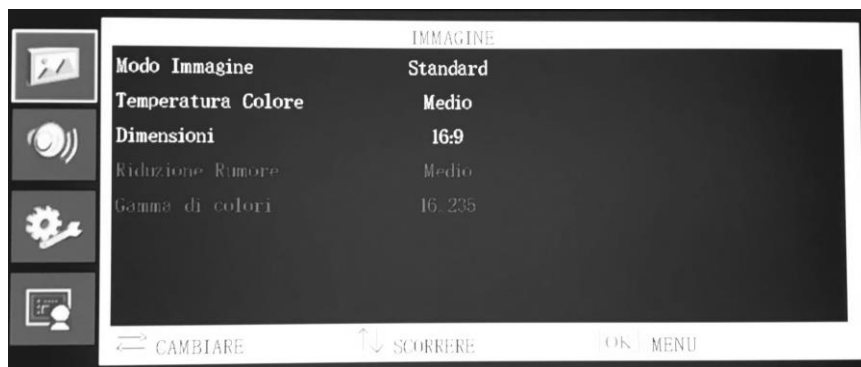 IMMAGINE
Modo Immagine Standard
Temperatura Colore Medio
Dimensioni 16:9
Riduzione Rumore Medio
Gamma di colori 16.235
CAMBIARE SCORRERE OK MENU